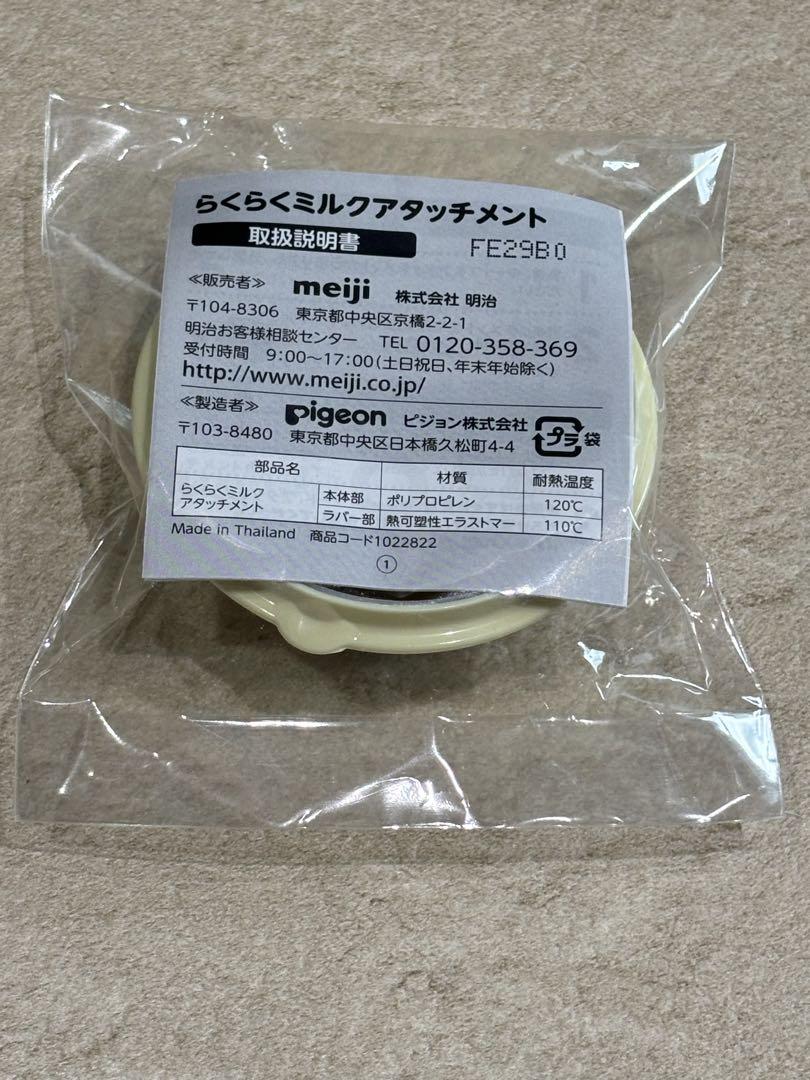 らくらくミルクアタッチメント
取扱説明書 FE29B0
≪販売者≫ meiji 株式会社 明治
〒104-8306 東京都中央区京橋2-2-1
明治お客様相談センター TEL 0120-358-369
受付時間 9:00～17:00(土日祝日、年末年始除く)
http://www.meiji.co.jp/
≪製造者≫ pigeon ピジョン株式会社
〒103-8480 東京都中央区日本橋久松町4-4
プラ 袋
部品名 材質 耐熱温度
らくらくミルク
アタッチメント
本体部 ポリプロピレン 120℃
ラバー部 熱可塑性エラストマー 110℃
Made in Thailand 商品コード1022822
①